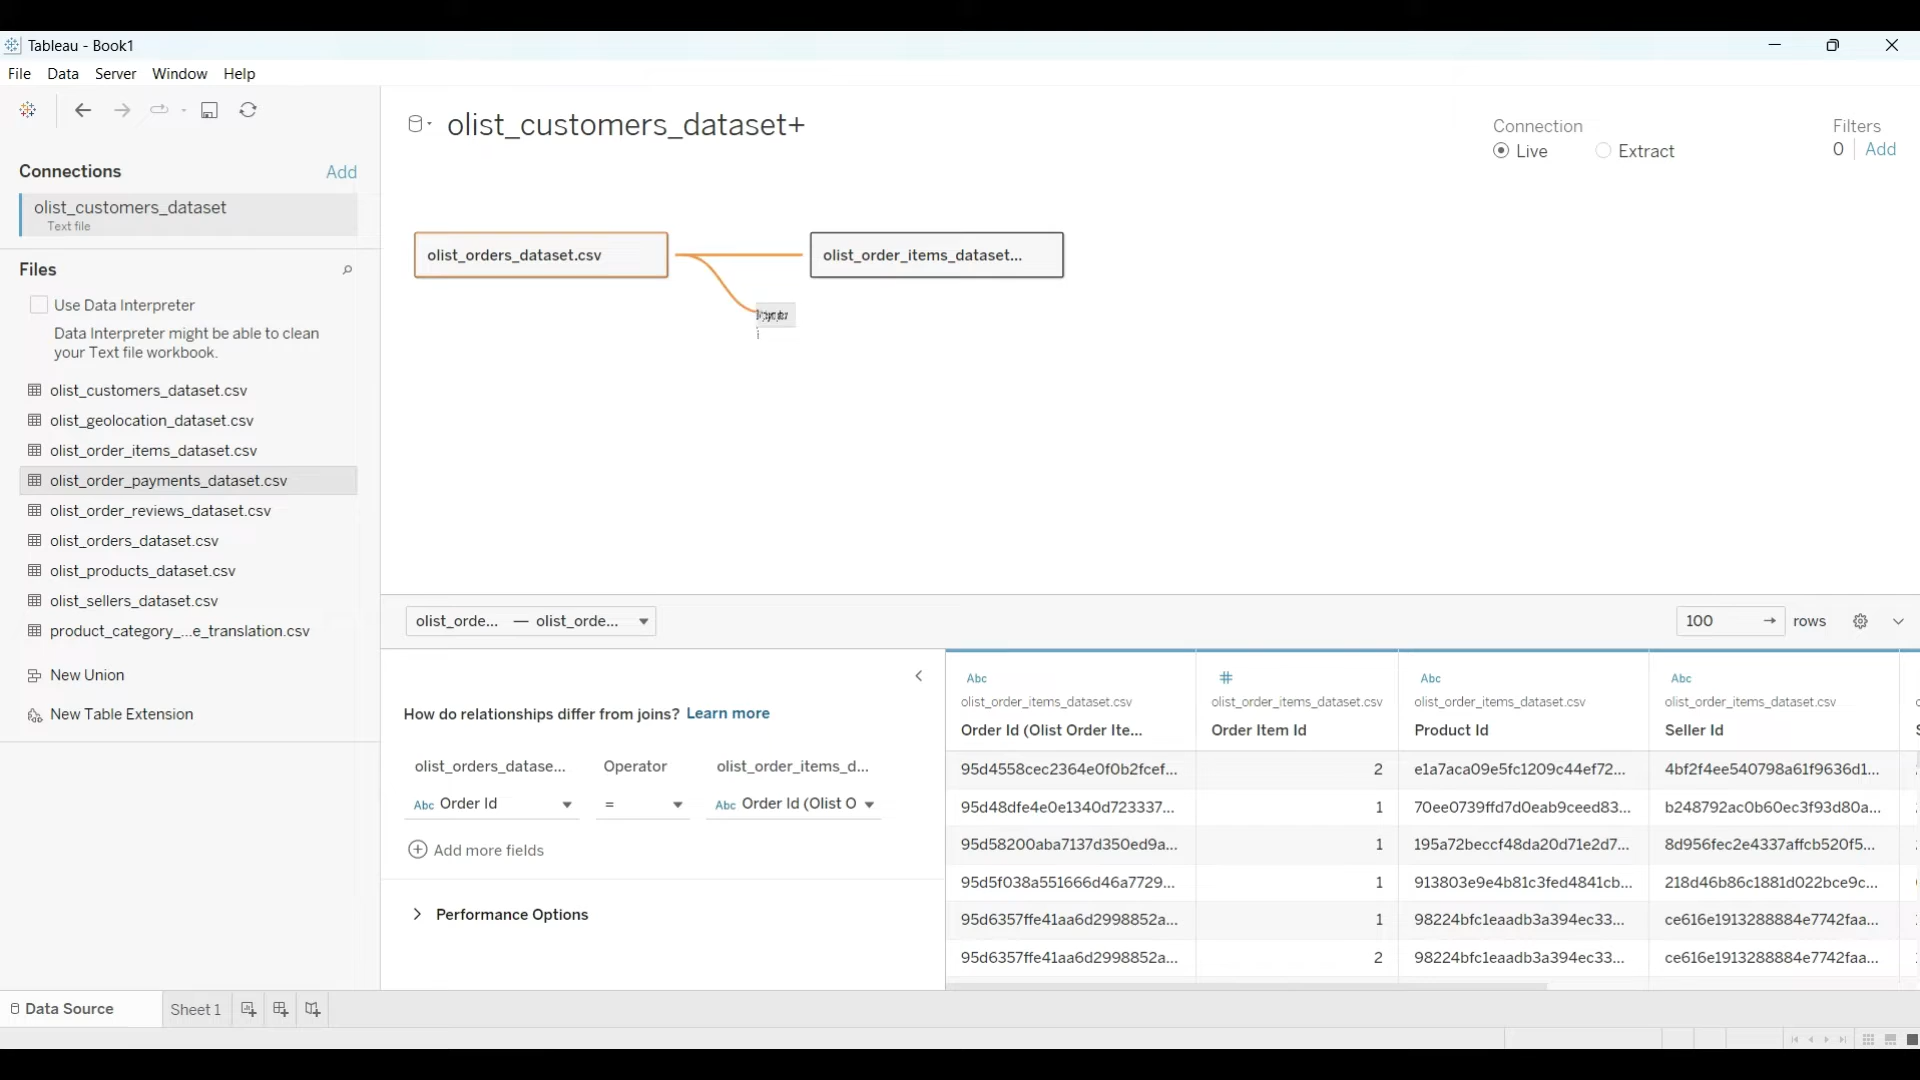 Tableau - Book1
File Data Server Window Help
Connections Add
olist_customers_dataset
Text file
Files
Use Data Interpreter
Data Interpreter might be able to clean
your Text file workbook.
olist_customers_dataset.csv
olist_geolocation_dataset.csv
olist_order_items_dataset.csv
olist_order_payments_dataset.csv
olist_order_reviews_dataset.csv
olist_orders_dataset.csv
olist_products_dataset.csv
olist_sellers_dataset.csv
product_category_...e_translation.csv
New Union
New Table Extension
olist_customers_dataset+
Connection
Live Extract
Filters
0 Add
olist_orders_dataset.csv
olist_order_items_dataset...
olist_orde... — olist_orde...
100 → rows
How do relationships differ from joins? Learn more
olist_orders_datase... Operator olist_order_items_d...
Abc Order Id = Abc Order Id (Olist O
Add more fields
Performance Options
Abc # Abc Abc
olist_order_items_dataset.csv olist_order_items_dataset.csv olist_order_items_dataset.csv olist_order_items_dataset.csv
Order Id (Olist Order Ite... Order Item Id Product Id Seller Id
95d4558cec2364e0f0b2fcef... 2 e1a7aca09e5fc1209c44ef72... 4bf2f4ee540798a61f9636d1...
95d48dfe4e0e1340d723337... 1 70ee0739ffd7d0eab9ceed83... b248792ac0b60ec3f93d80a...
95d58200aba7137d350ed9a... 1 195a72beccf48da20d71e2d7... 8d956fec2e4337affcb520f5...
95d5f038a551666d46a7729... 1 913803e9e4b81c3fed4841cb... 218d46b86c1881d022bce9c...
95d6357ffe41aa6d2998852a... 1 98224bfc1eaadb3a394ec33... ce616e1913288884e7742faa...
95d6357ffe41aa6d2998852a... 2 98224bfc1eaadb3a394ec33... ce616e1913288884e7742faa...
Data Source Sheet 1